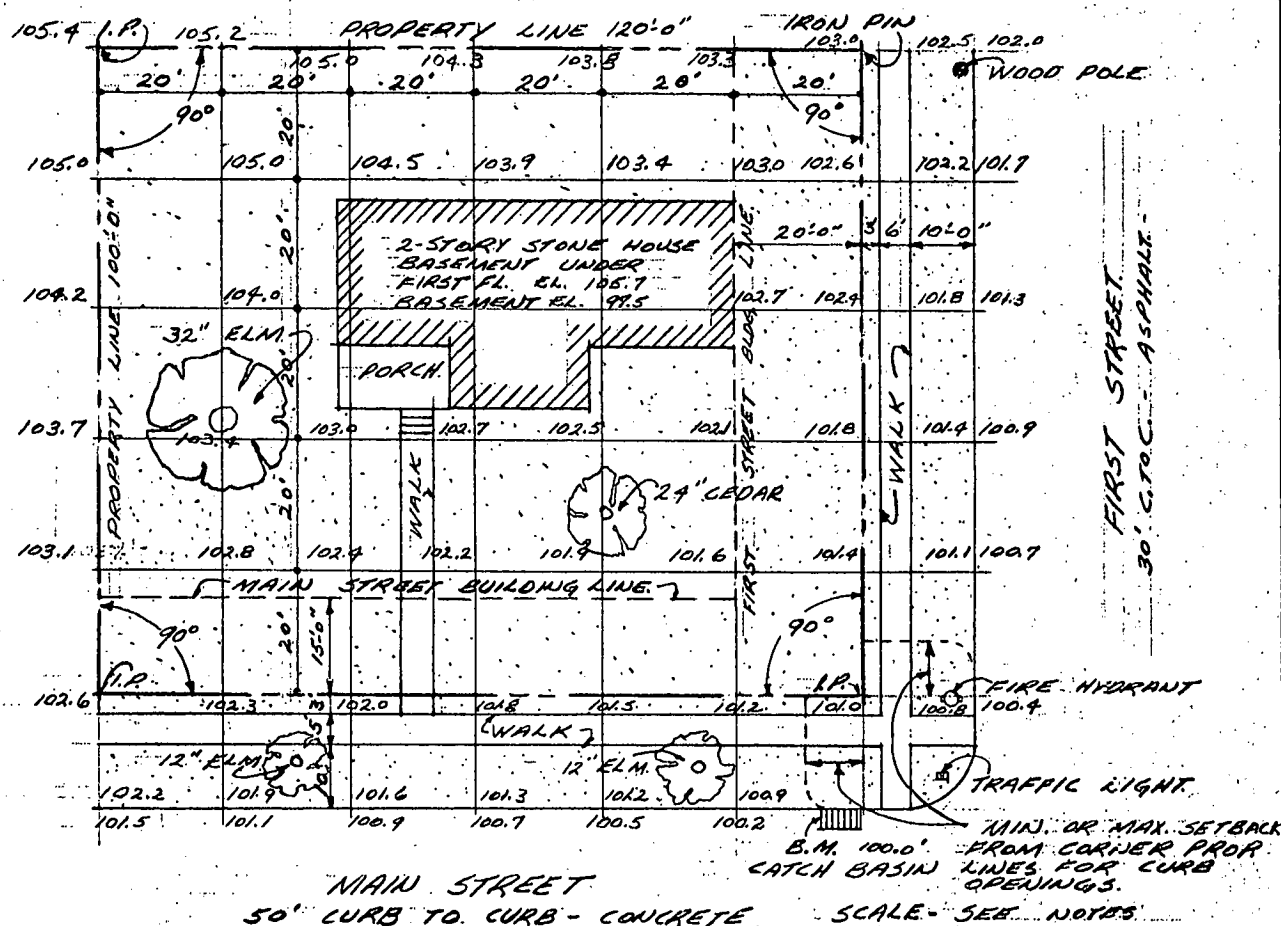 105.4 I.P. 105.2 PROPERTY LINE 120'-0" IRON PIN
105.0 104.3 103.8 103.3 103.0 102.5 102.0
WOOD POLE
20' 20' 20' 20' 20' 20'
90° 90°
20'
105.0 105.0 104.5 103.9 103.4 103.0 102.6 102.2 101.7
PROPERTY LINE 100'-0"
20'
2-STORY STONE HOUSE
BASEMENT UNDER
FIRST FL. EL. 105.7
BASEMENT EL. 97.5
20'-0" 3' 6' 10'-0"
FIRST STREET BLDG. LINE
104.2 104.0 102.7 102.4 101.8 101.3
32" ELM
20'
PORCH
WALK
FIRST STREET
30' C. TO C. - ASPHALT-
103.7 103.4 103.0 102.7 102.5 102.1 101.8 101.4 100.9
20'
WALK
24" CEDAR
103.1 102.8 102.4 102.2 101.9 101.6 101.4 101.1 100.7
MAIN STREET BUILDING LINE
90° 20' 15'-0" 90°
I.P. I.P. FIRE HYDRANT
102.6 102.3 102.0 101.8 101.5 101.2 101.0 100.8 100.4
3'
5'
WALK
12" ELM 12" ELM
TRAFFIC LIGHT
102.2 101.9 101.6 101.3 101.2 100.9
101.5 101.1 100.9 100.7 100.5 100.2
B.M. 100.0'
CATCH BASIN
MIN. OR MAX. SETBACK
FROM CORNER PROP
LINES FOR CURB
OPENINGS.
MAIN STREET
50' CURB TO CURB - CONCRETE
SCALE - SEE NOTES